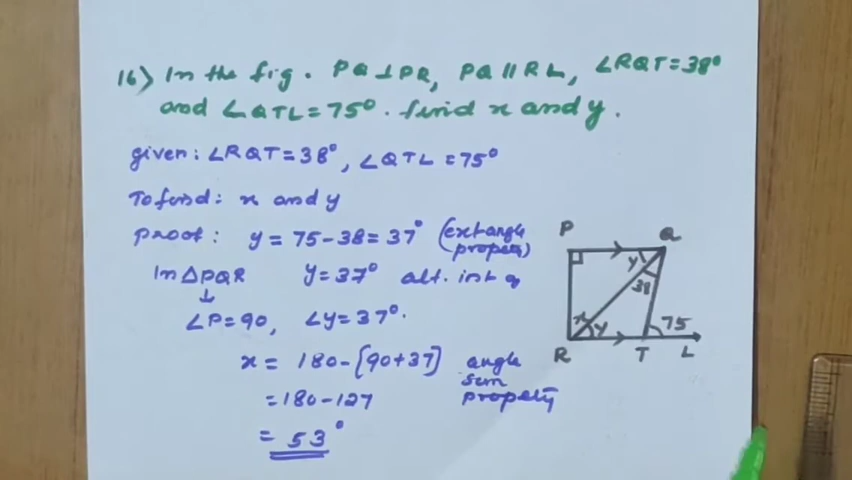 16) In the fig. PQ⊥PR, PQ ∥ RL, ∠RQT=38°
and ∠QTL=75°. find x and y.
given: ∠RQT=38°, ∠QTL=75°
To find: x and y
proof: y = 75-38=37° (ext angle property)
In △PQR y=37° alt. int
↓
∠P=90, ∠y=37°.
x = 180-[90+37] angle sum property
=180-127
= 53°
P Q
y
38
x y 75
R T L